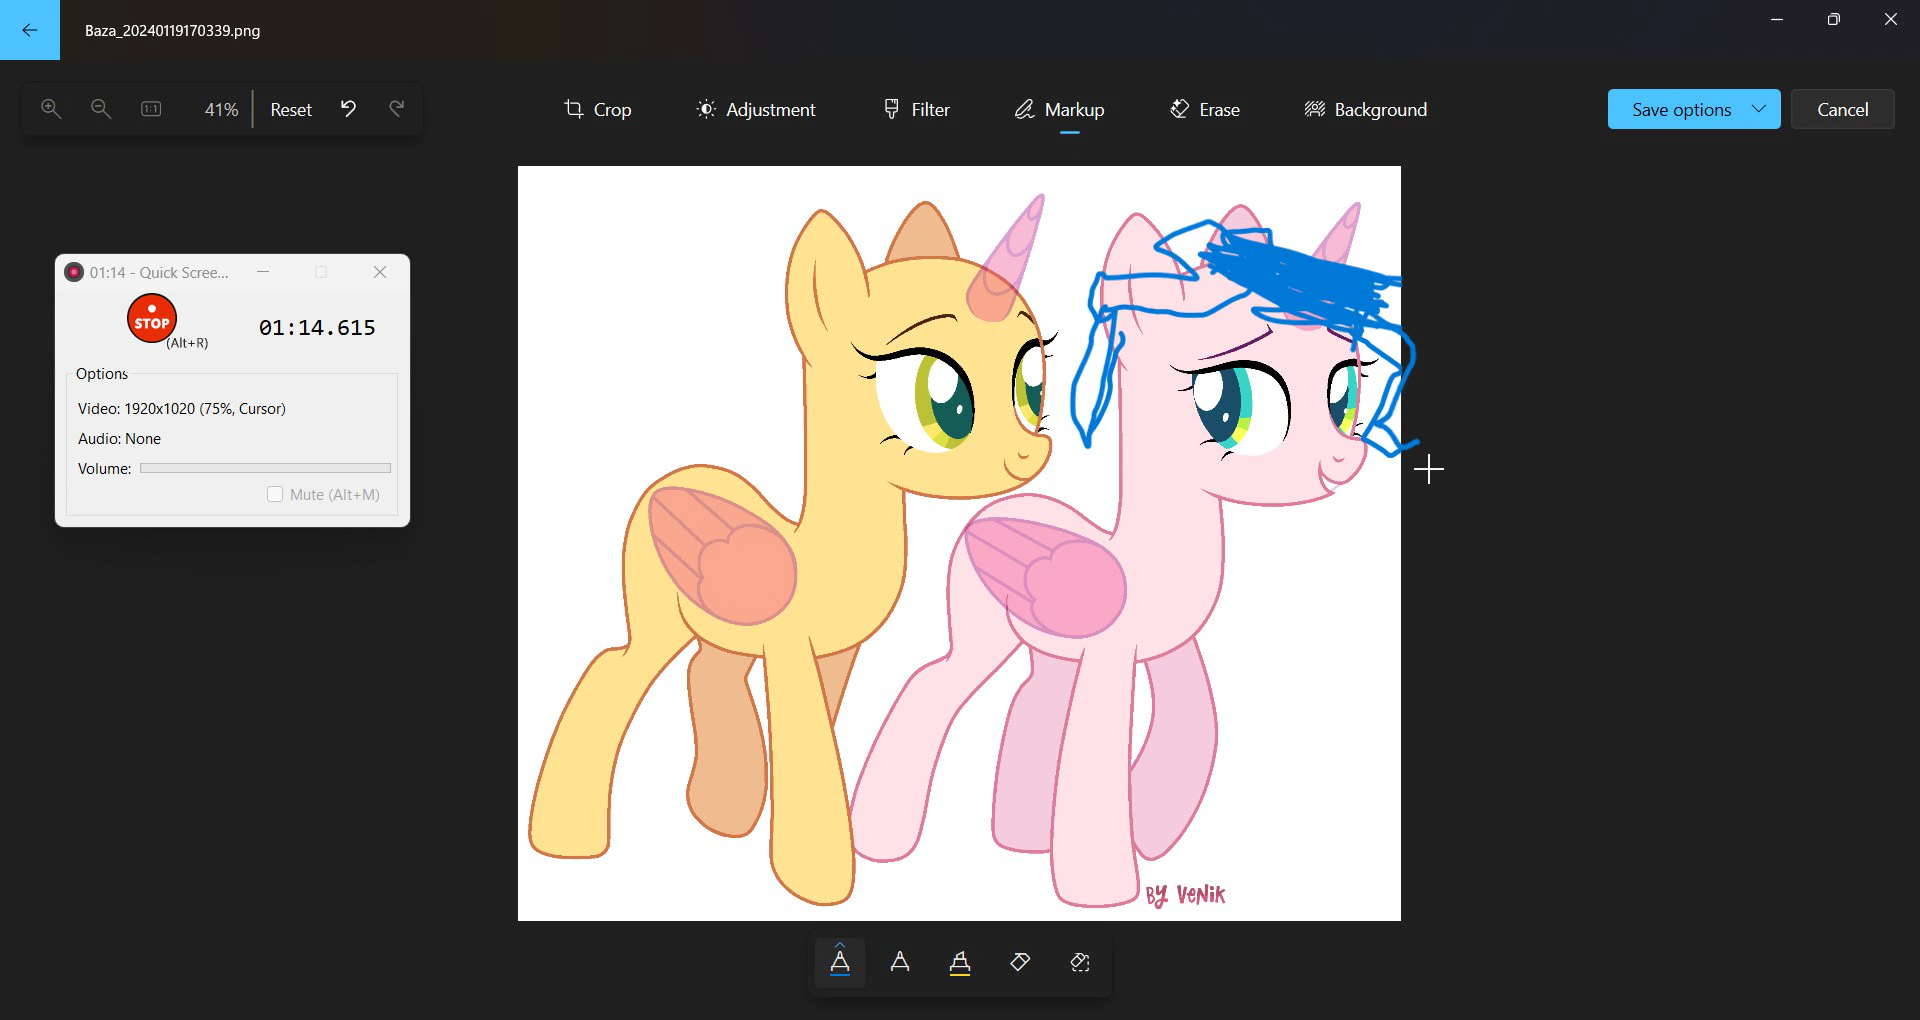 Baza_20240119170339.png
41%
Reset
Crop
Adjustment
Filter
Markup
Erase
Background
Save options
Cancel
01:14 - Quick Scree...
STOP
(Alt+R)
01:14.615
Options
Video: 1920x1020 (75%, Cursor)
Audio: None
Volume:
Mute (Alt+M)
BY VeNiK